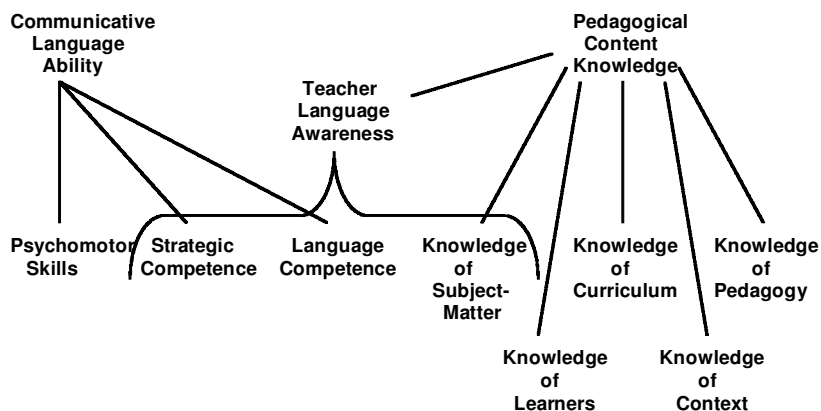 Communicative
Language
Ability
Pedagogical
Content
Knowledge
Teacher
Language
Awareness
Psychomotor
Skills
Strategic
Competence
Language
Competence
Knowledge
of
Subject-
Matter
Knowledge
of
Curriculum
Knowledge
of
Pedagogy
Knowledge
of
Learners
Knowledge
of
Context